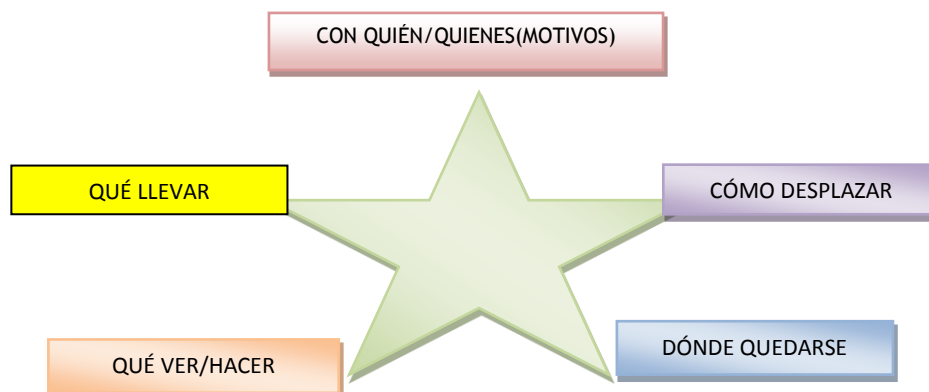 CON QUIÉN/QUIENES(MOTIVOS)
QUÉ LLEVAR
CÓMO DESPLAZAR
QUÉ VER/HACER
DÓNDE QUEDARSE